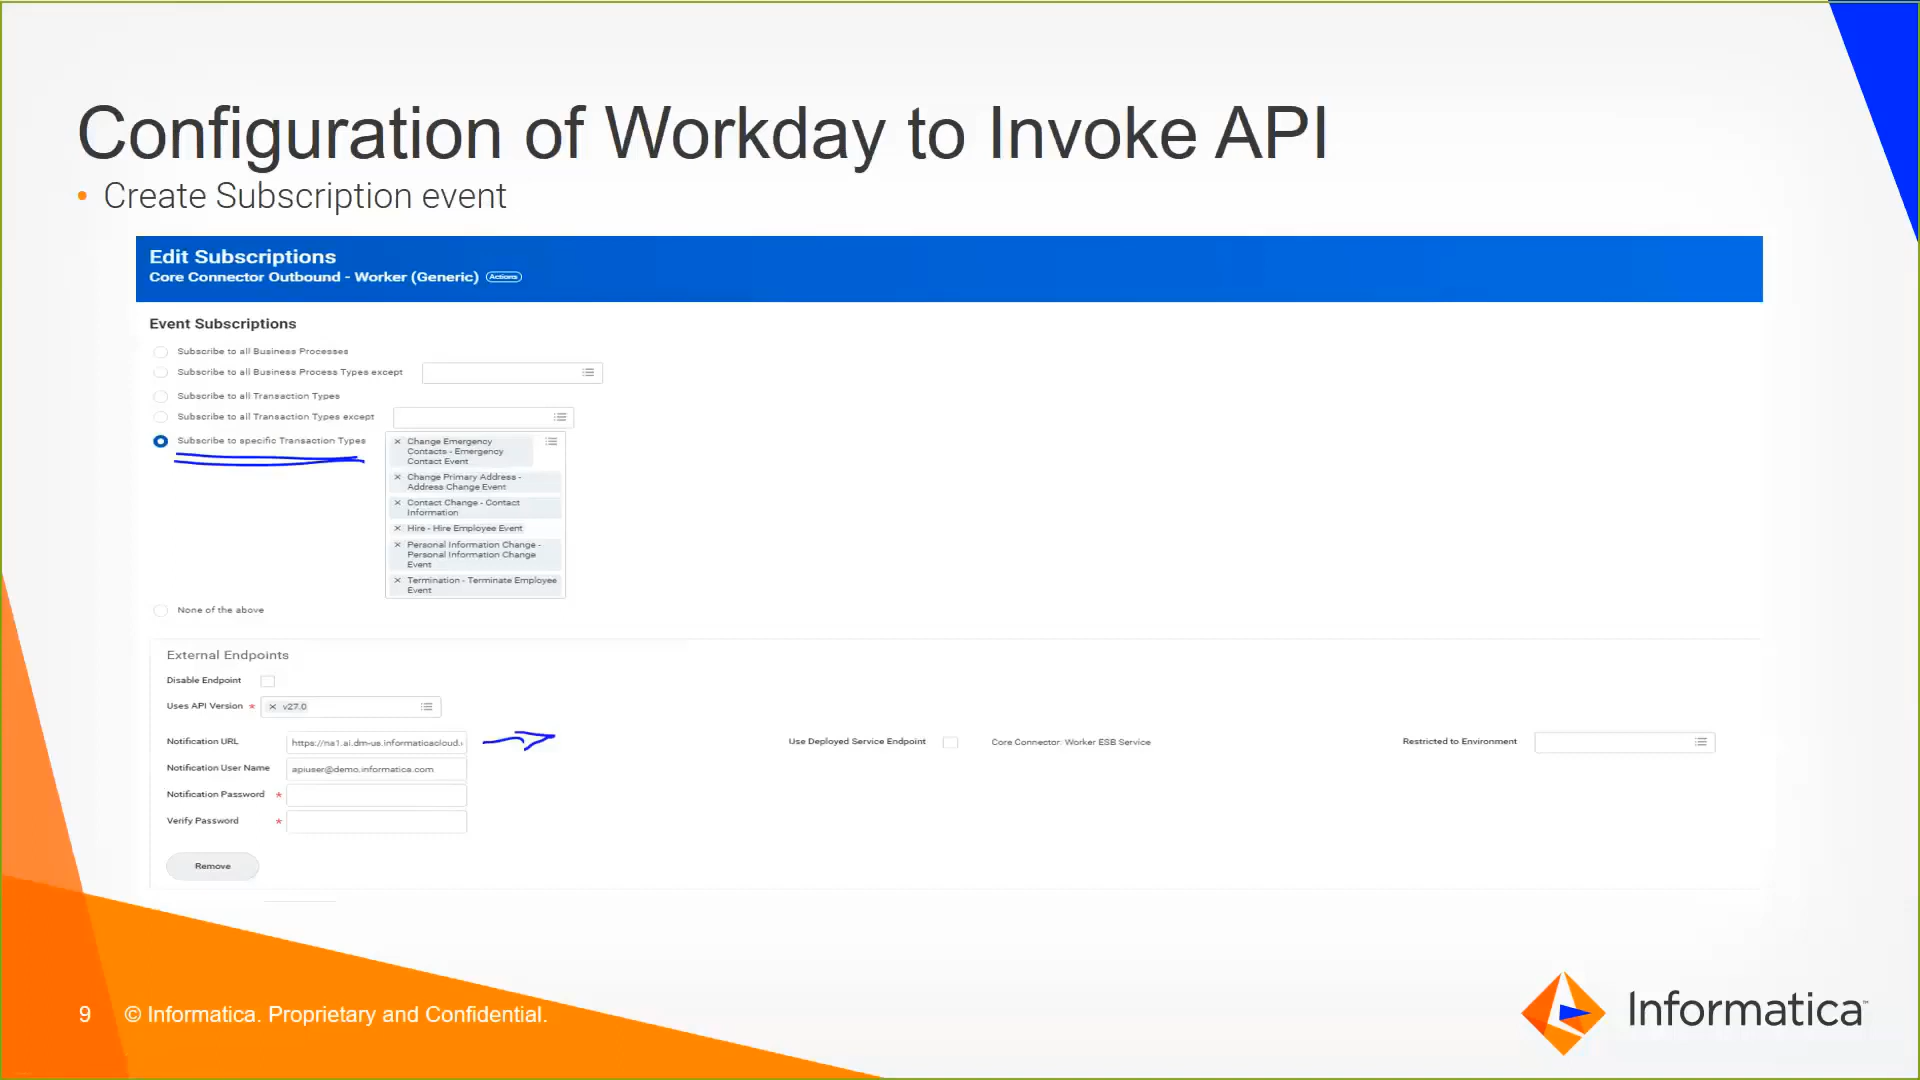 Configuration of Workday to Invoke API
• Create Subscription event
Edit Subscriptions
Core Connector Outbound - Worker (Generic) Actions
Event Subscriptions
Subscribe to all Business Processes
Subscribe to all Business Process Types except
Subscribe to all Transaction Types
Subscribe to all Transaction Types except
Subscribe to specific Transaction Types
× Change Emergency
Contacts - Emergency
Contact Event
× Change Primary Address -
Address Change Event
× Contact Change - Contact
Information
× Hire - Hire Employee Event
× Personal Information Change -
Personal Information Change
Event
× Termination - Terminate Employee
Event
None of the above
External Endpoints
Disable Endpoint
Uses API Version * × v27.0
Notification URL https://na1.ai.dm-us.informaticacloud. Use Deployed Service Endpoint Core Connector: Worker ESB Service Restricted to Environment
Notification User Name apiuser@demo.informatica.com
Notification Password *
Verify Password *
Remove
9 © Informatica. Proprietary and Confidential.
Informatica™